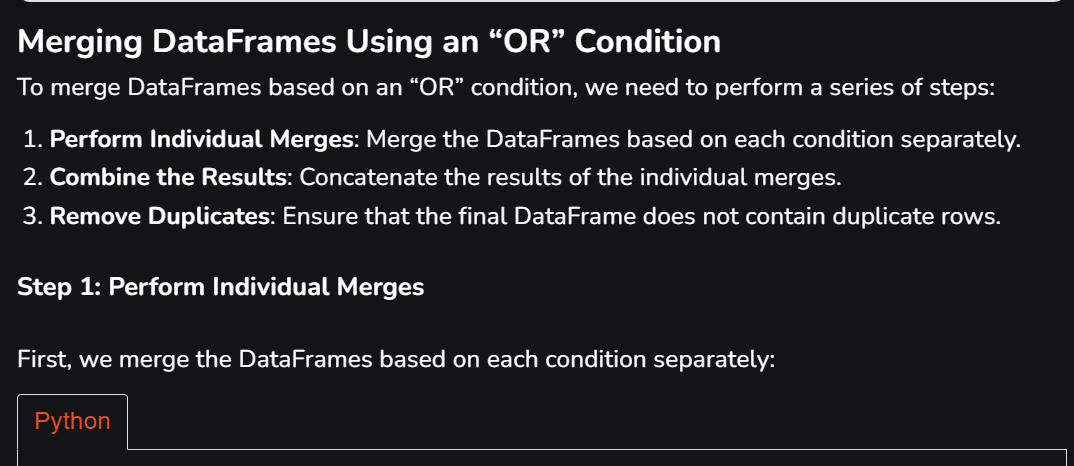 Merging DataFrames Using an “OR” Condition
To merge DataFrames based on an “OR” condition, we need to perform a series of steps:
1. Perform Individual Merges: Merge the DataFrames based on each condition separately.
2. Combine the Results: Concatenate the results of the individual merges.
3. Remove Duplicates: Ensure that the final DataFrame does not contain duplicate rows.
Step 1: Perform Individual Merges
First, we merge the DataFrames based on each condition separately:
Python